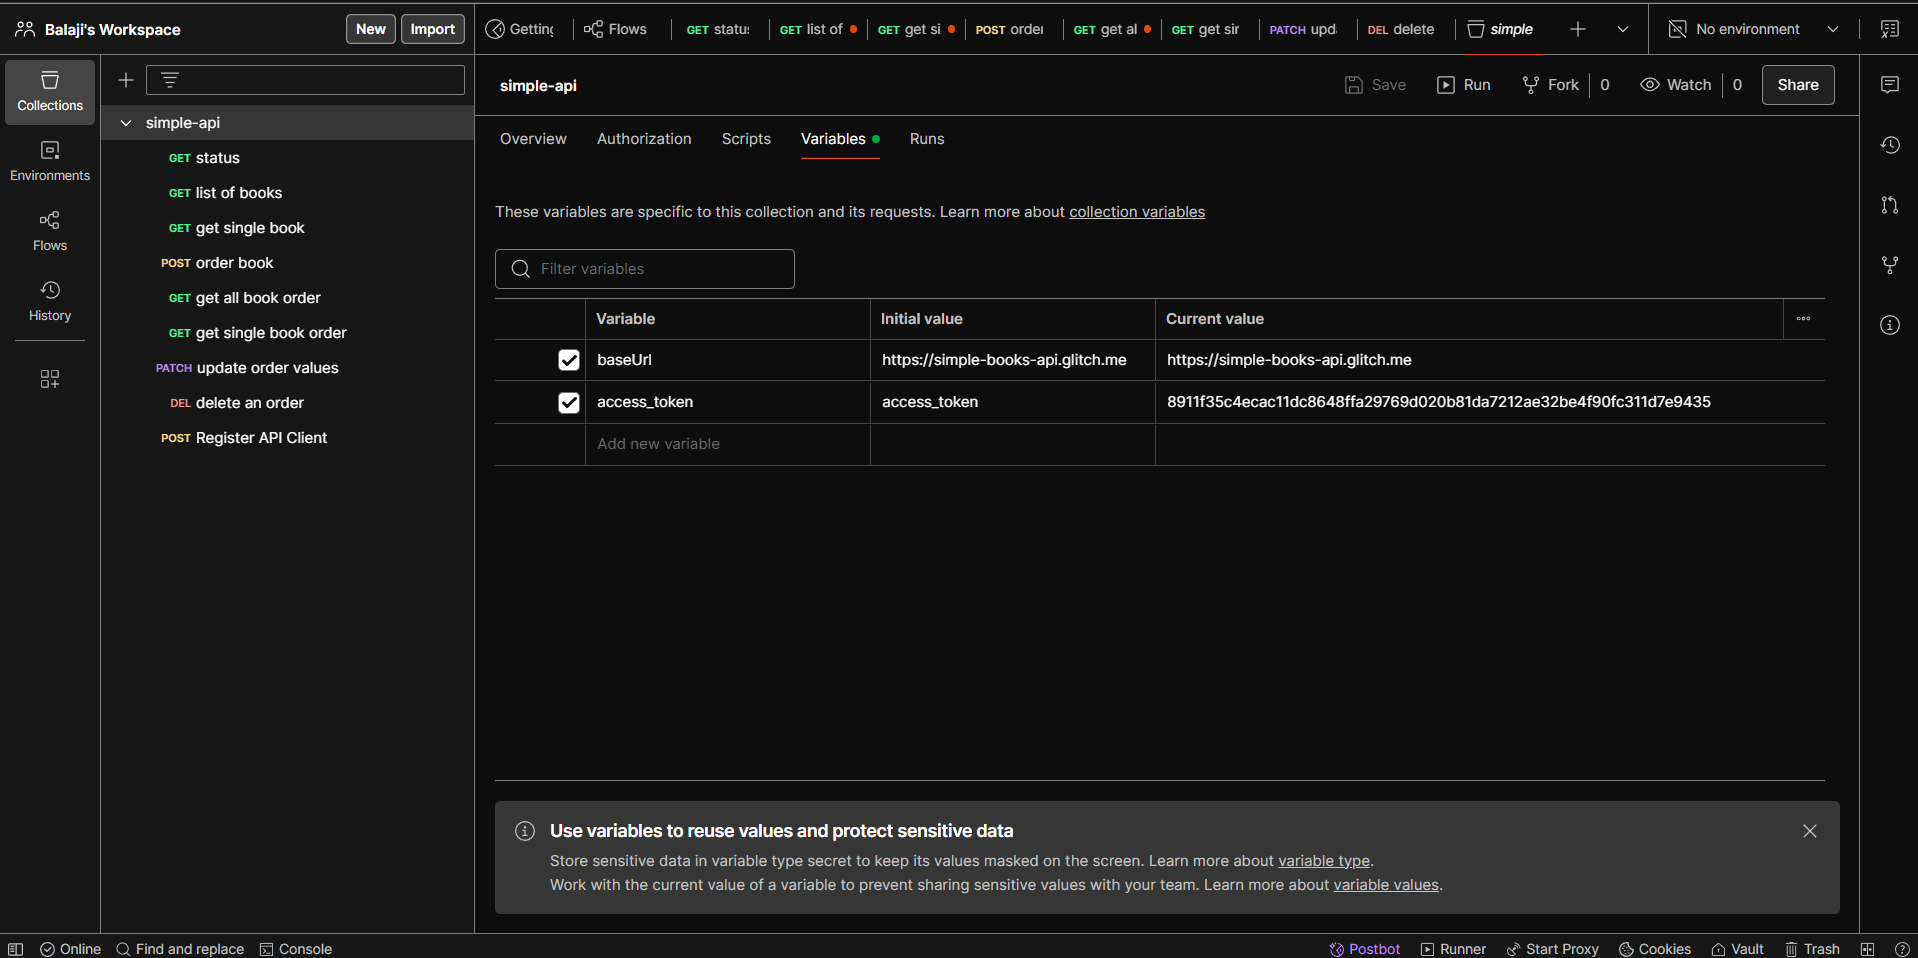 Balaji's Workspace
New
Import
Getting
Flows
GET status
GET list of
GET get si
POST order
GET get al
GET get sin
PATCH upd
DEL delete
simple
No environment
Collections
Environments
Flows
History
simple-api
GET status
GET list of books
GET get single book
POST order book
GET get all book order
GET get single book order
PATCH update order values
DEL delete an order
POST Register API Client
simple-api
Save
Run
Fork 0
Watch 0
Share
Overview
Authorization
Scripts
Variables
Runs
These variables are specific to this collection and its requests. Learn more about collection variables
Filter variables
Variable Initial value Current value
baseUrl https://simple-books-api.glitch.me https://simple-books-api.glitch.me
access_token access_token 8911f35c4ecac11dc8648ffa29769d020b81da7212ae32be4f90fc311d7e9435
Add new variable
Use variables to reuse values and protect sensitive data
Store sensitive data in variable type secret to keep its values masked on the screen. Learn more about variable type.
Work with the current value of a variable to prevent sharing sensitive values with your team. Learn more about variable values.
Online
Find and replace
Console
Postbot
Runner
Start Proxy
Cookies
Vault
Trash